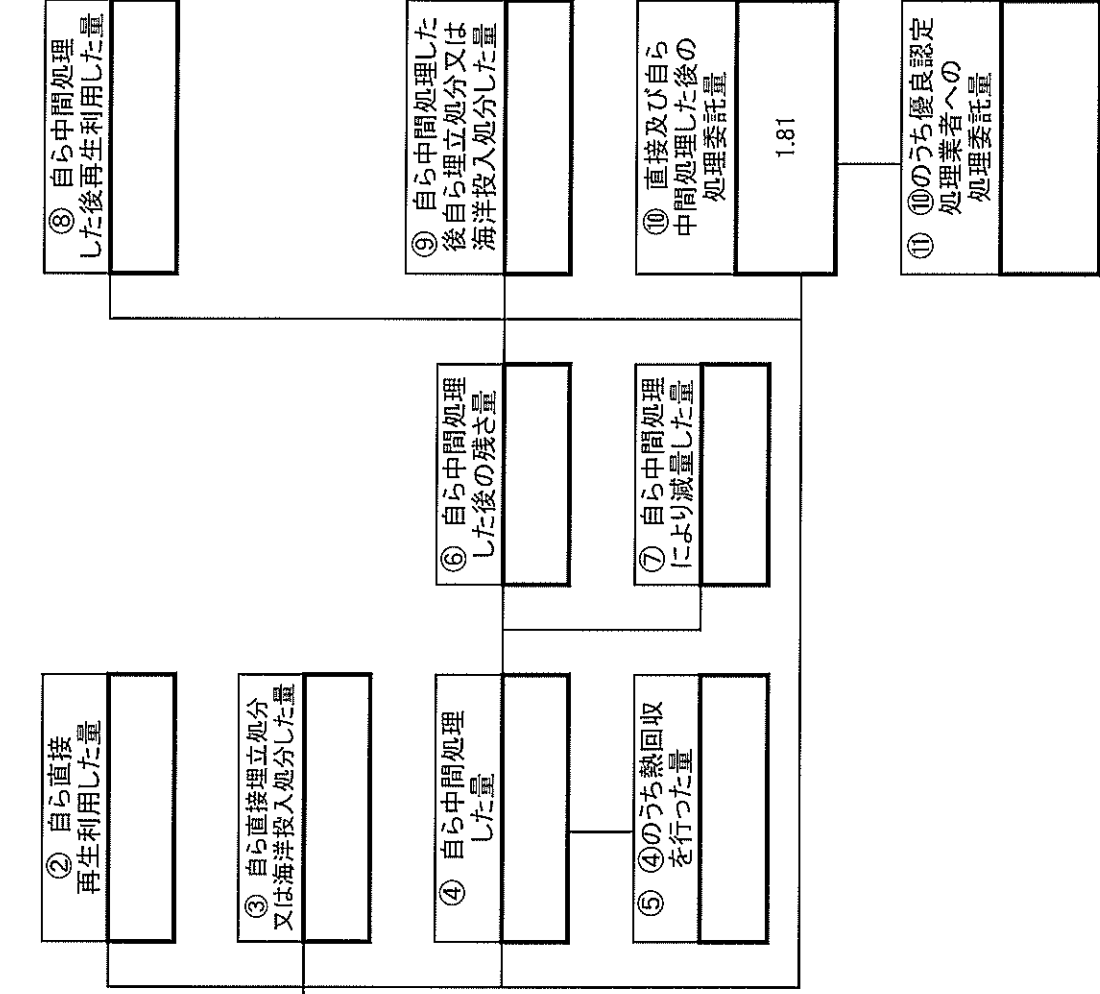 ② 自ら直接
再生利用した量
③ 自ら直接埋立処分
又は海洋投入処分した量
④ 自ら中間処理
した量
⑤ ④のうち熱回収
を行った量
⑥ 自ら中間処理
した後の残さ量
⑦ 自ら中間処理
により減量した量
⑧ 自ら中間処理
した後再生利用した量
⑨ 自ら中間処理した
後自ら埋立処分又は
海洋投入処分した量
⑩ 直接及び自ら
中間処理した後の
処理委託量
1.81
⑪ ⑩のうち優良認定
処理業者への
処理委託量